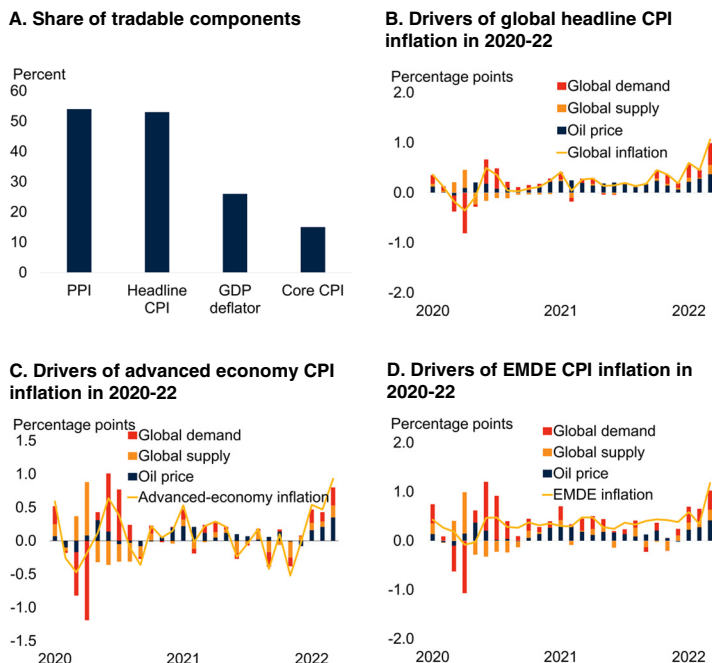 A. Share of tradable components
Percent
60
50
40
30
20
10
0
PPI
Headline
CPI
GDP
deflator
Core CPI
B. Drivers of global headline CPI
inflation in 2020-22
Percentage points
2.0
Global demand
Global supply
Oil price
Global inflation
1.0
0.0
-1.0
-2.0
2020
2021
2022
C. Drivers of advanced economy CPI
inflation in 2020-22
Percentage points
1.5
Global demand
Global supply
Oil price
Advanced-economy inflation
1.0
0.5
0.0
-0.5
-1.0
-1.5
2020
2021
2022
D. Drivers of EMDE CPI inflation in
2020-22
Percentage points
2.0
Global demand
Global supply
Oil price
EMDE inflation
1.0
0.0
-1.0
-2.0
2020
2021
2022